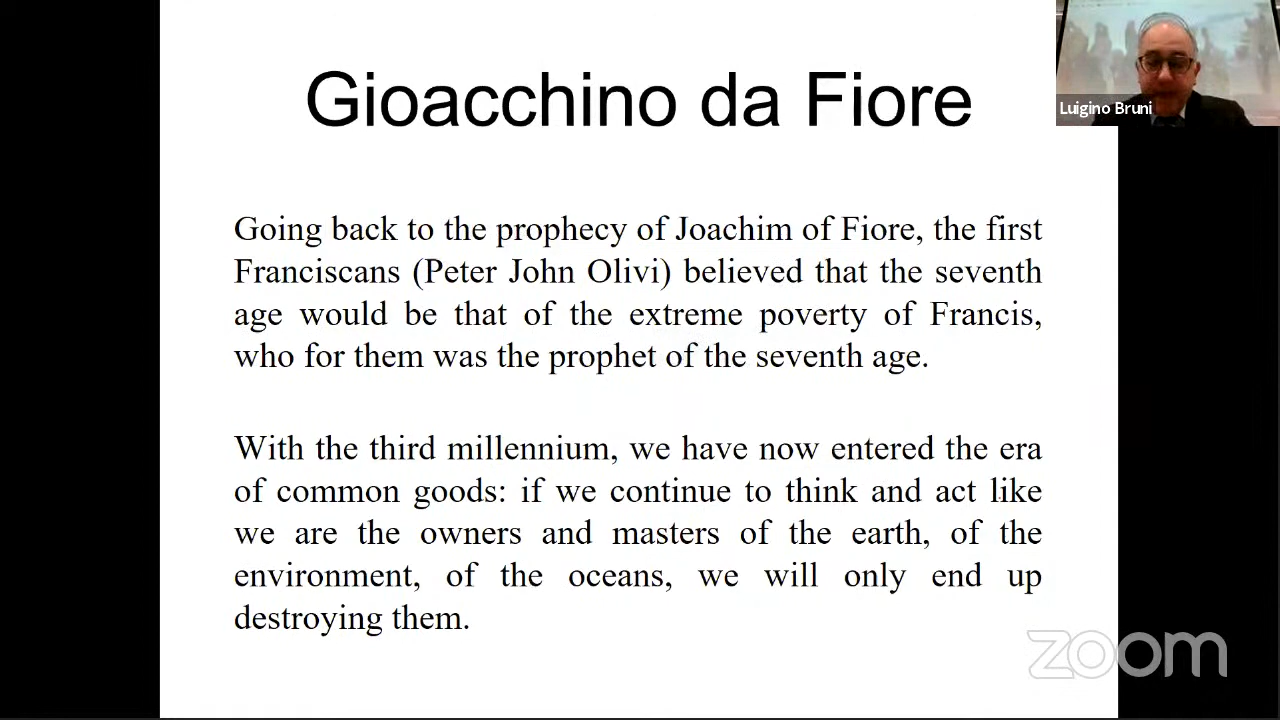 Gioacchino da Fiore
Luigino Bruni
Going back to the prophecy of Joachim of Fiore, the first
Franciscans (Peter John Olivi) believed that the seventh
age would be that of the extreme poverty of Francis,
who for them was the prophet of the seventh age.
With the third millennium, we have now entered the era
of common goods: if we continue to think and act like
we are the owners and masters of the earth, of the
environment, of the oceans, we will only end up
destroying them.
zoom